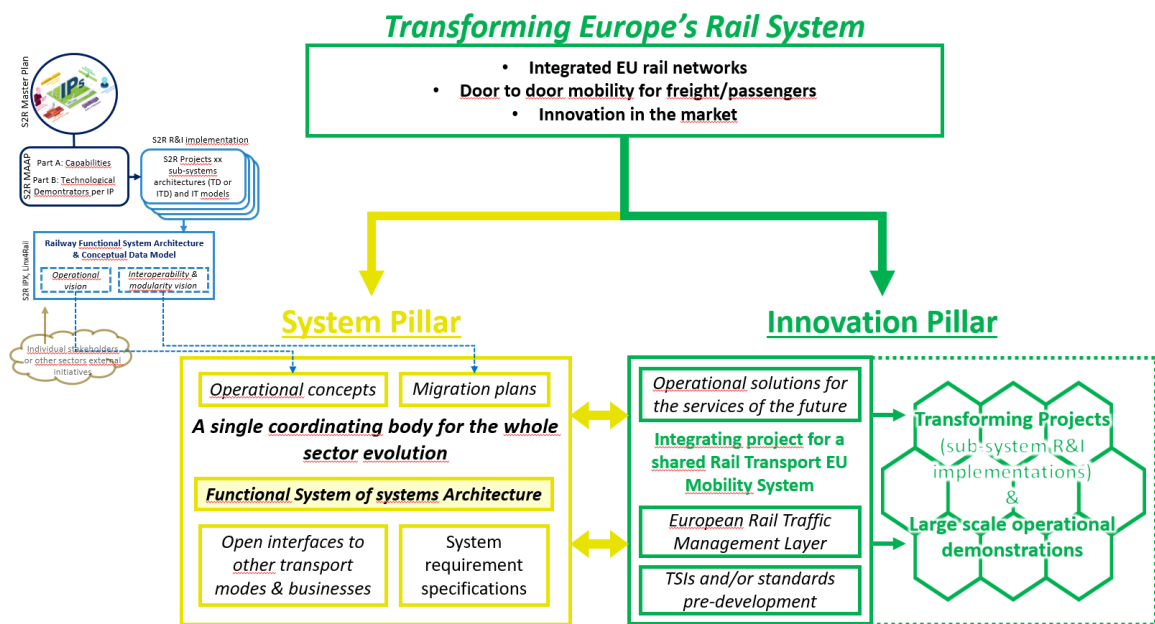 Transforming Europe's Rail System
• Integrated EU rail networks
• Door to door mobility for freight/passengers
• Innovation in the market
S2R Master Plan
IPs
S2R MAAP
Part A: Capabilities
Part B: Technological
Demontrators per IP
S2R R&I implementation
S2R Projects xx
sub-systems
architectures (TD or
ITD) and IT models
S2R IPX, Linx4Rail
Railway Functional System Architecture
& Conceptual Data Model
Operational
vision
Interoperability &
modularity vision
Individual stakeholders
or other sectors external
initiatives
System Pillar
Operational concepts
Migration plans
A single coordinating body for the whole
sector evolution
Functional System of systems Architecture
Open interfaces to
other transport
modes & businesses
System
requirement
specifications
Innovation Pillar
Operational solutions for
the services of the future
Integrating project for a
shared Rail Transport EU
Mobility System
European Rail Traffic
Management Layer
TSIs and/or standards
pre-development
Transforming Projects
(sub-system R&I
implementations)
&
Large scale operational
demonstrations